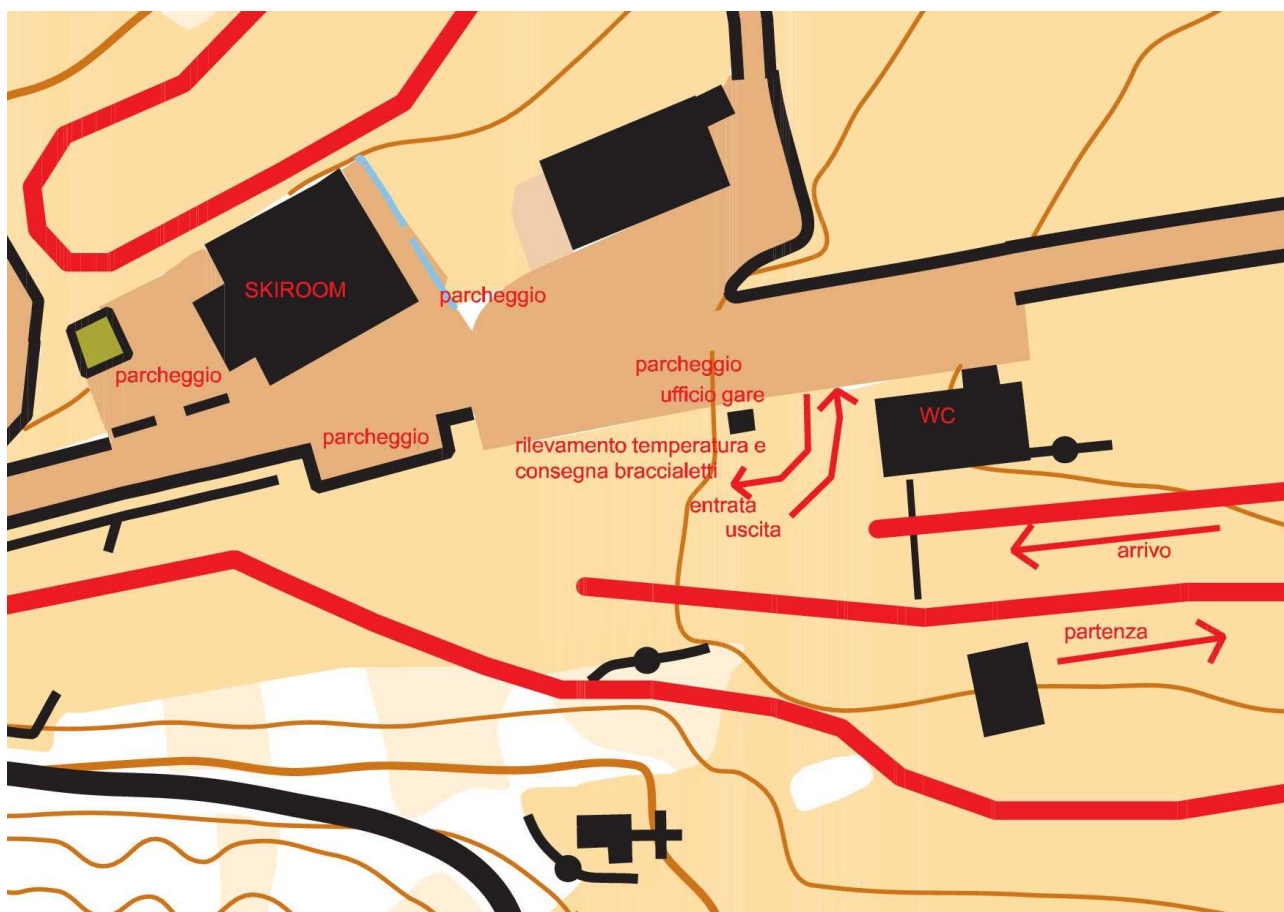 SKIROOM
parcheggio
parcheggio
parcheggio
ufficio gare
parcheggio
WC
rilevamento temperatura e
consegna braccialetti
entrata
uscita
arrivo
partenza